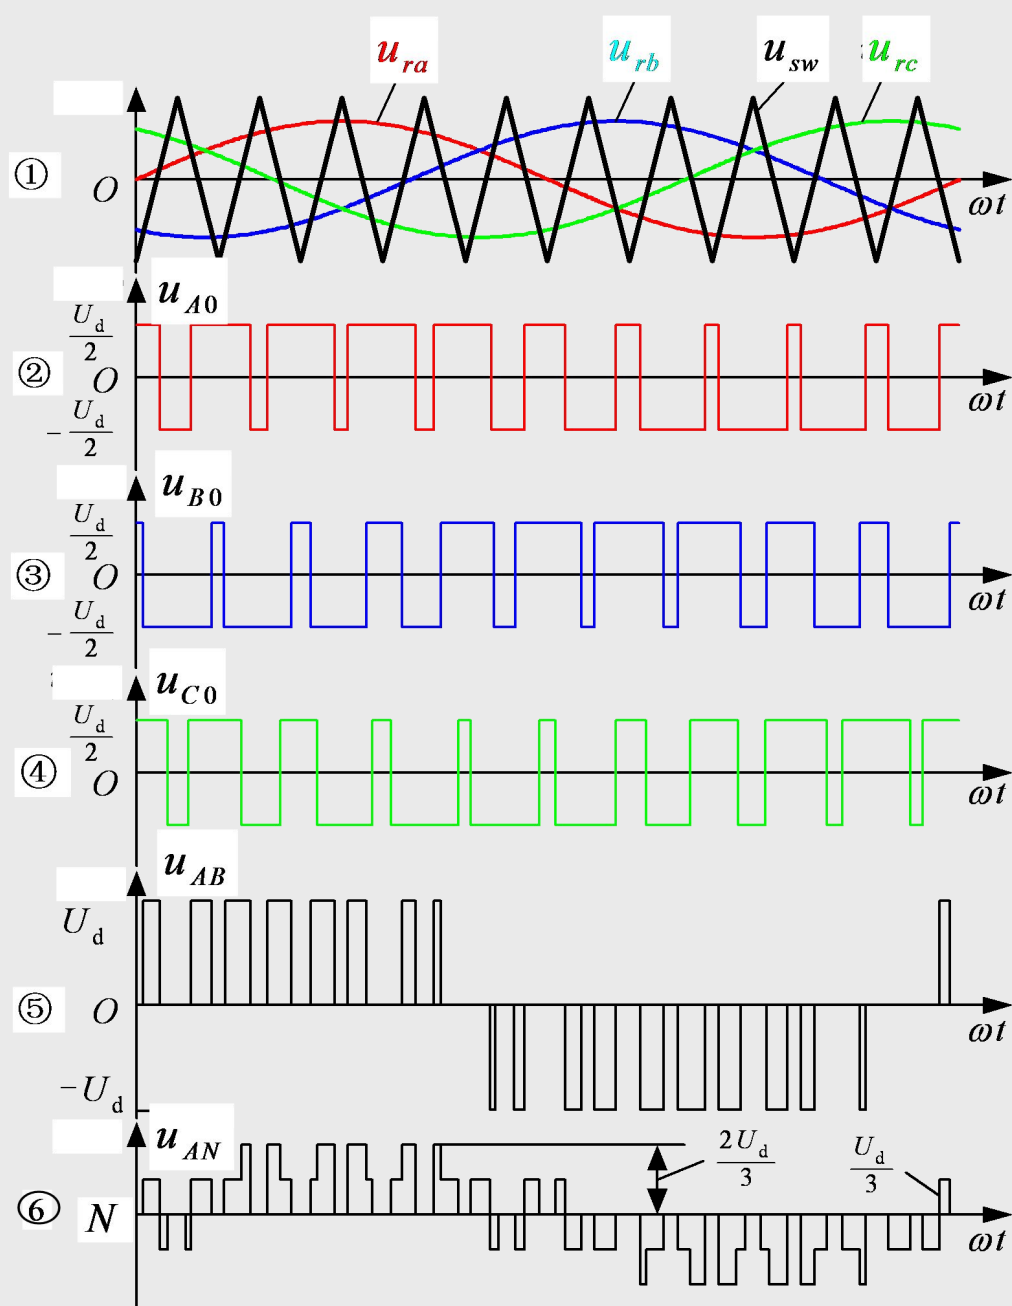 u_ra u_rb u_sw u_rc
①
O
ωt
u_A0
U_d/2
②
O
ωt
-U_d/2
u_B0
U_d/2
③
O
ωt
-U_d/2
u_C0
U_d/2
④
O
ωt
u_AB
U_d
⑤
O
ωt
-U_d
u_AN
2U_d/3
U_d/3
⑥
N
ωt